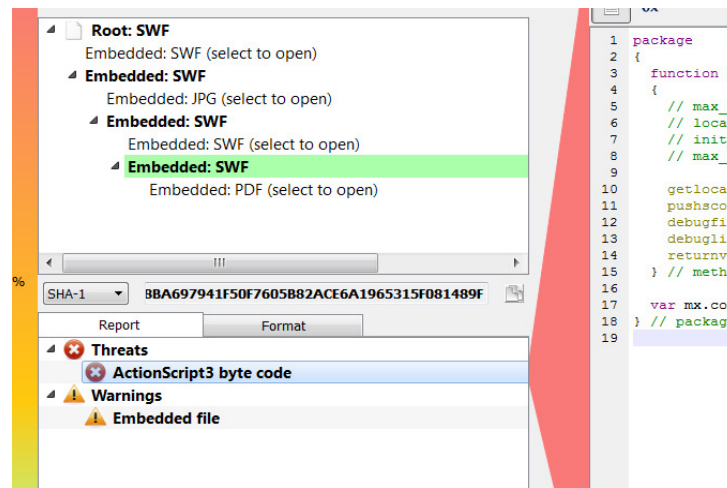 Root: SWF
Embedded: SWF (select to open)
Embedded: SWF
Embedded: JPG (select to open)
Embedded: SWF
Embedded: SWF (select to open)
Embedded: SWF
Embedded: PDF (select to open)
%
SHA-1
BBA697941F50F7605B82ACE6A1965315F081489F
Report Format
Threats
ActionScript3 byte code
Warnings
Embedded file
1 package
2 {
3 function
4 {
5 // max_
6 // loca
7 // init
8 // max_
9
10 getloca
11 pushsco
12 debugfi
13 debugli
14 returnv
15 } // meth
16
17 var mx.co
18 } // packag
19